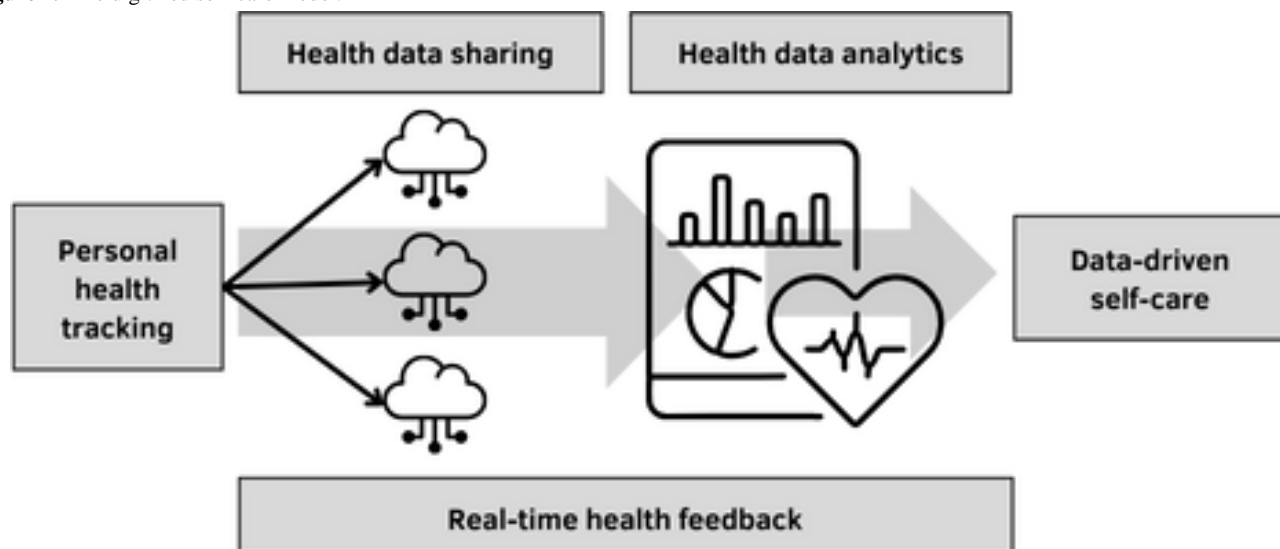 Health data sharing
Health data analytics
Personal
health
tracking
Data-driven
self-care
Real-time health feedback